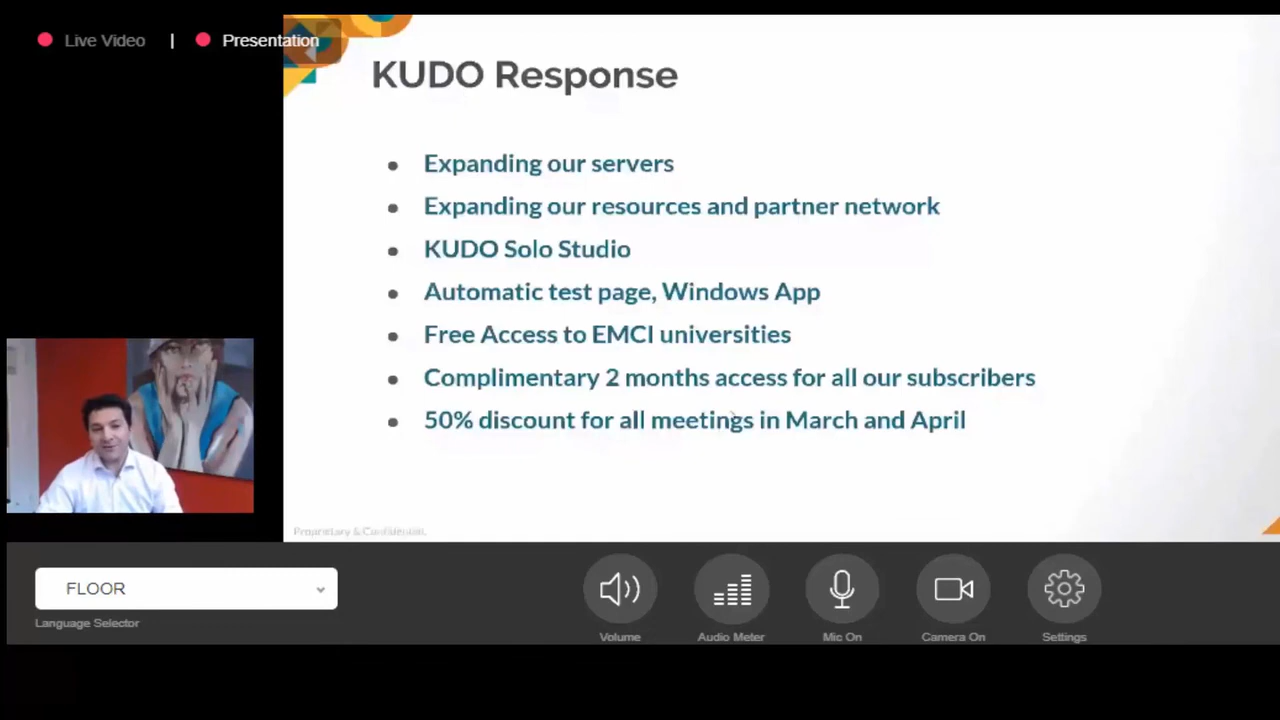 Live Video | Presentation
KUDO Response
● Expanding our servers
● Expanding our resources and partner network
● KUDO Solo Studio
● Automatic test page, Windows App
● Free Access to EMCI universities
● Complimentary 2 months access for all our subscribers
● 50% discount for all meetings in March and April
Proprietary & Confidential.
FLOOR
Language Selector
Volume
Audio Meter
Mic On
Camera On
Settings